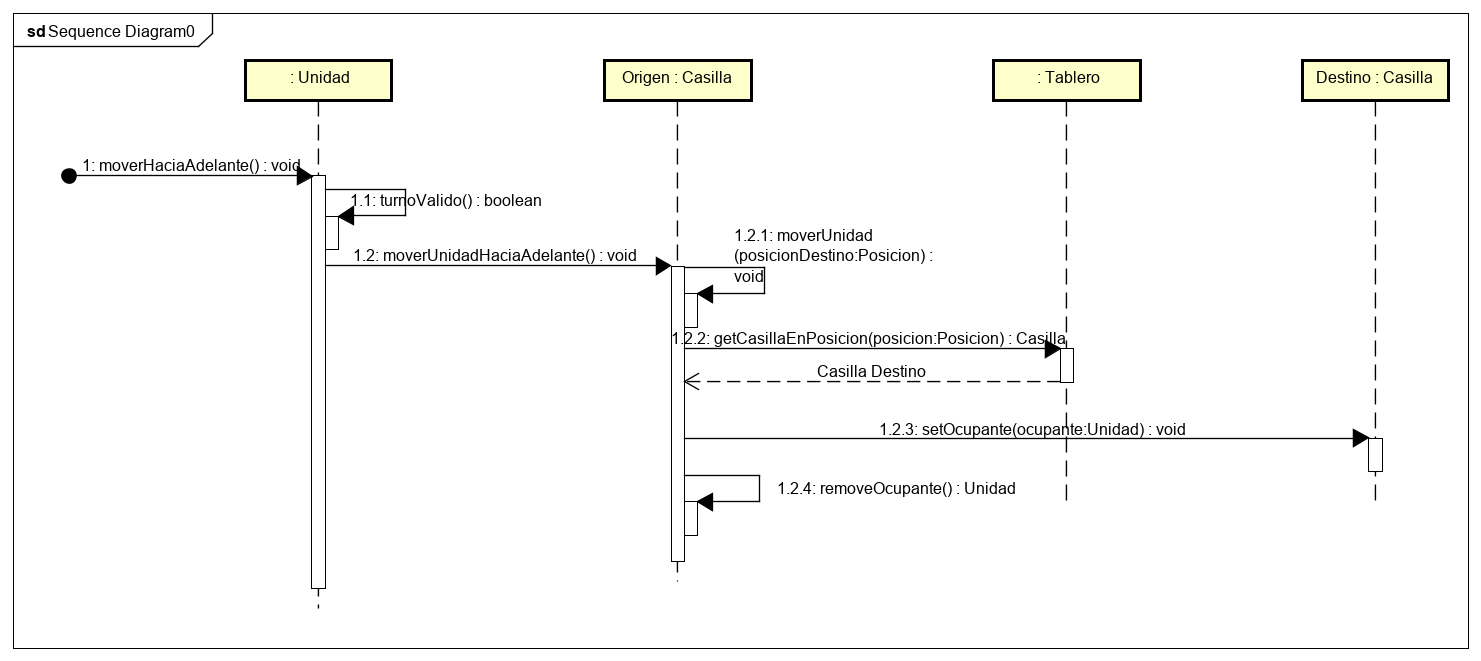 sd Sequence Diagram0
: Unidad
Origen : Casilla
: Tablero
Destino : Casilla
1: moverHaciaAdelante() : void
1.1: turnoValido() : boolean
1.2.1: moverUnidad
(posicionDestino:Posicion) :
void
1.2: moverUnidadHaciaAdelante() : void
1.2.2: getCasillaEnPosicion(posicion:Posicion) : Casilla
Casilla Destino
1.2.3: setOcupante(ocupante:Unidad) : void
1.2.4: removeOcupante() : Unidad